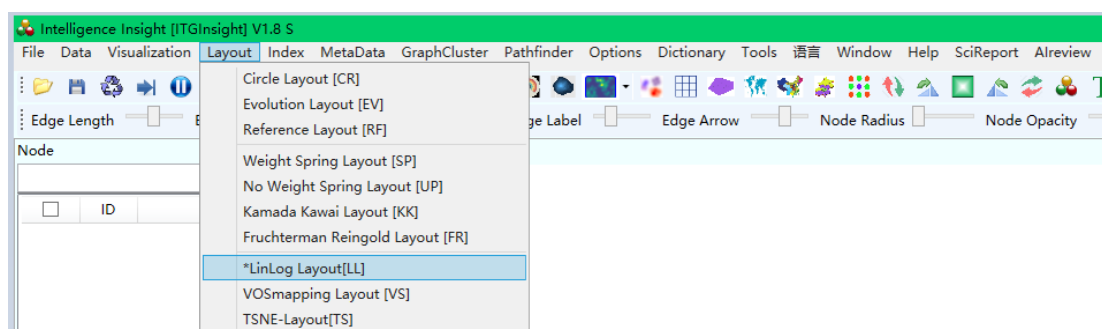 Intelligence Insight [ITGInsight] V1.8 S
File Data Visualization Layout Index MetaData GraphCluster Pathfinder Options Dictionary Tools 语言 Window Help SciReport AIreview
Circle Layout [CR]
Evolution Layout [EV]
Edge Length Edge Label Edge Arrow Node Radius Node Opacity
Reference Layout [RF]
Node
Weight Spring Layout [SP]
No Weight Spring Layout [UP]
ID
Kamada Kawai Layout [KK]
Fruchterman Reingold Layout [FR]
*LinLog Layout[LL]
VOSmapping Layout [VS]
TSNE-Layout[TS]